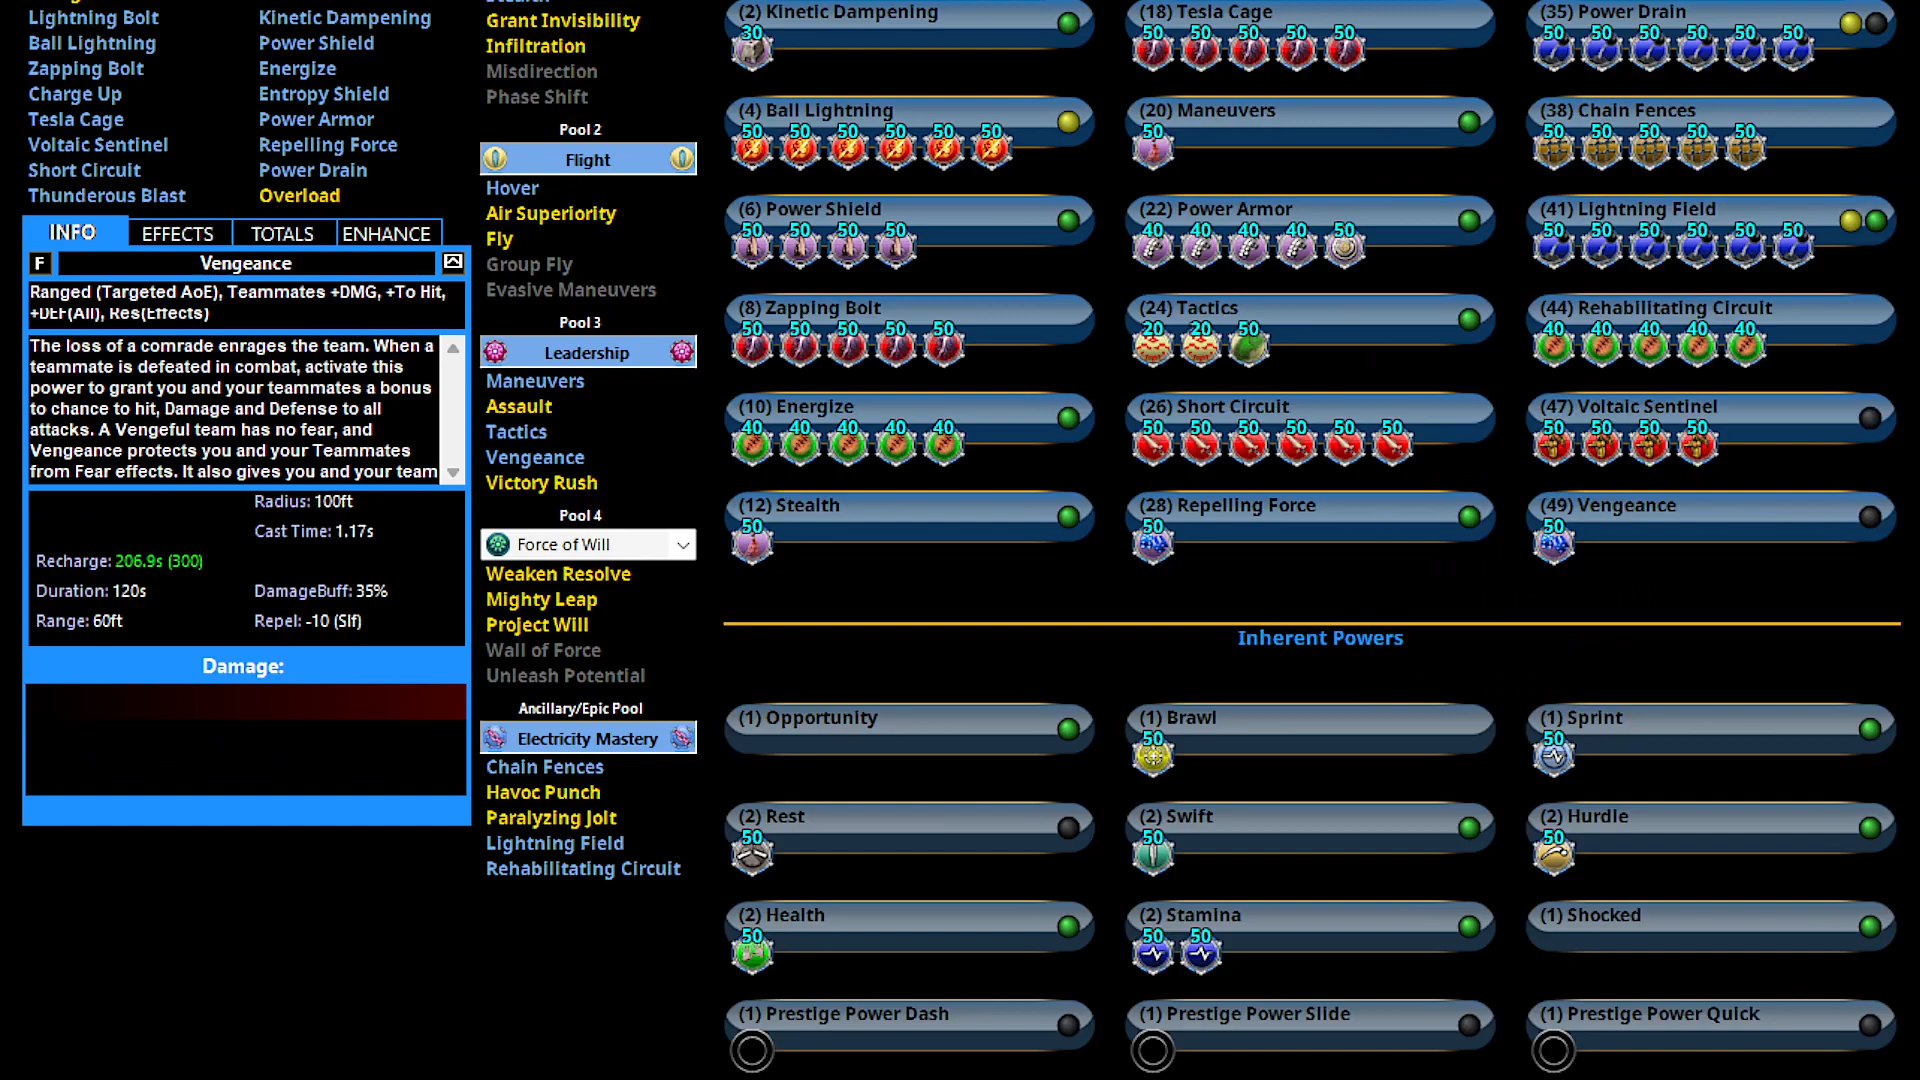 Lightning Bolt
Ball Lightning
Zapping Bolt
Charge Up
Tesla Cage
Voltaic Sentinel
Short Circuit
Thunderous Blast
Kinetic Dampening
Power Shield
Energize
Entropy Shield
Power Armor
Repelling Force
Power Drain
Overload
INFO EFFECTS TOTALS ENHANCE
F Vengeance
Ranged (Targeted AoE), Teammates +DMG, +To Hit,
+DEF(All), Res(Effects)
The loss of a comrade enrages the team. When a
teammate is defeated in combat, activate this
power to grant you and your teammates a bonus
to chance to hit, Damage and Defense to all
attacks. A Vengeful team has no fear, and
Vengeance protects you and your Teammates
from Fear effects. It also gives you and your team
Radius: 100ft
Cast Time: 1.17s
Recharge: 206.9s (300)
Duration: 120s DamageBuff: 35%
Range: 60ft Repel: -10 (Slf)
Damage:
Grant Invisibility
Infiltration
Misdirection
Phase Shift
Pool 2
Flight
Hover
Air Superiority
Fly
Group Fly
Evasive Maneuvers
Pool 3
Leadership
Maneuvers
Assault
Tactics
Vengeance
Victory Rush
Pool 4
Force of Will
Weaken Resolve
Mighty Leap
Project Will
Wall of Force
Unleash Potential
Ancillary/Epic Pool
Electricity Mastery
Chain Fences
Havoc Punch
Paralyzing Jolt
Lightning Field
Rehabilitating Circuit
(2) Kinetic Dampening
30
(4) Ball Lightning
50 50 50 50 50 50
(6) Power Shield
50 50 50 50
(8) Zapping Bolt
50 50 50 50 50
(10) Energize
40 40 40 40 40
(12) Stealth
50
(18) Tesla Cage
50 50 50 50 50
(20) Maneuvers
50
(22) Power Armor
40 40 40 40 50
(24) Tactics
20 20 50
(26) Short Circuit
50 50 50 50 50 50
(28) Repelling Force
50
(35) Power Drain
50 50 50 50 50 50
(38) Chain Fences
50 50 50 50 50
(41) Lightning Field
50 50 50 50 50 50
(44) Rehabilitating Circuit
40 40 40 40 40
(47) Voltaic Sentinel
50 50 50 50
(49) Vengeance
50
Inherent Powers
(1) Opportunity
(1) Brawl
50
(1) Sprint
50
(2) Rest
50
(2) Swift
50
(2) Hurdle
50
(2) Health
50
(2) Stamina
50 50
(1) Shocked
(1) Prestige Power Dash
(1) Prestige Power Slide
(1) Prestige Power Quick